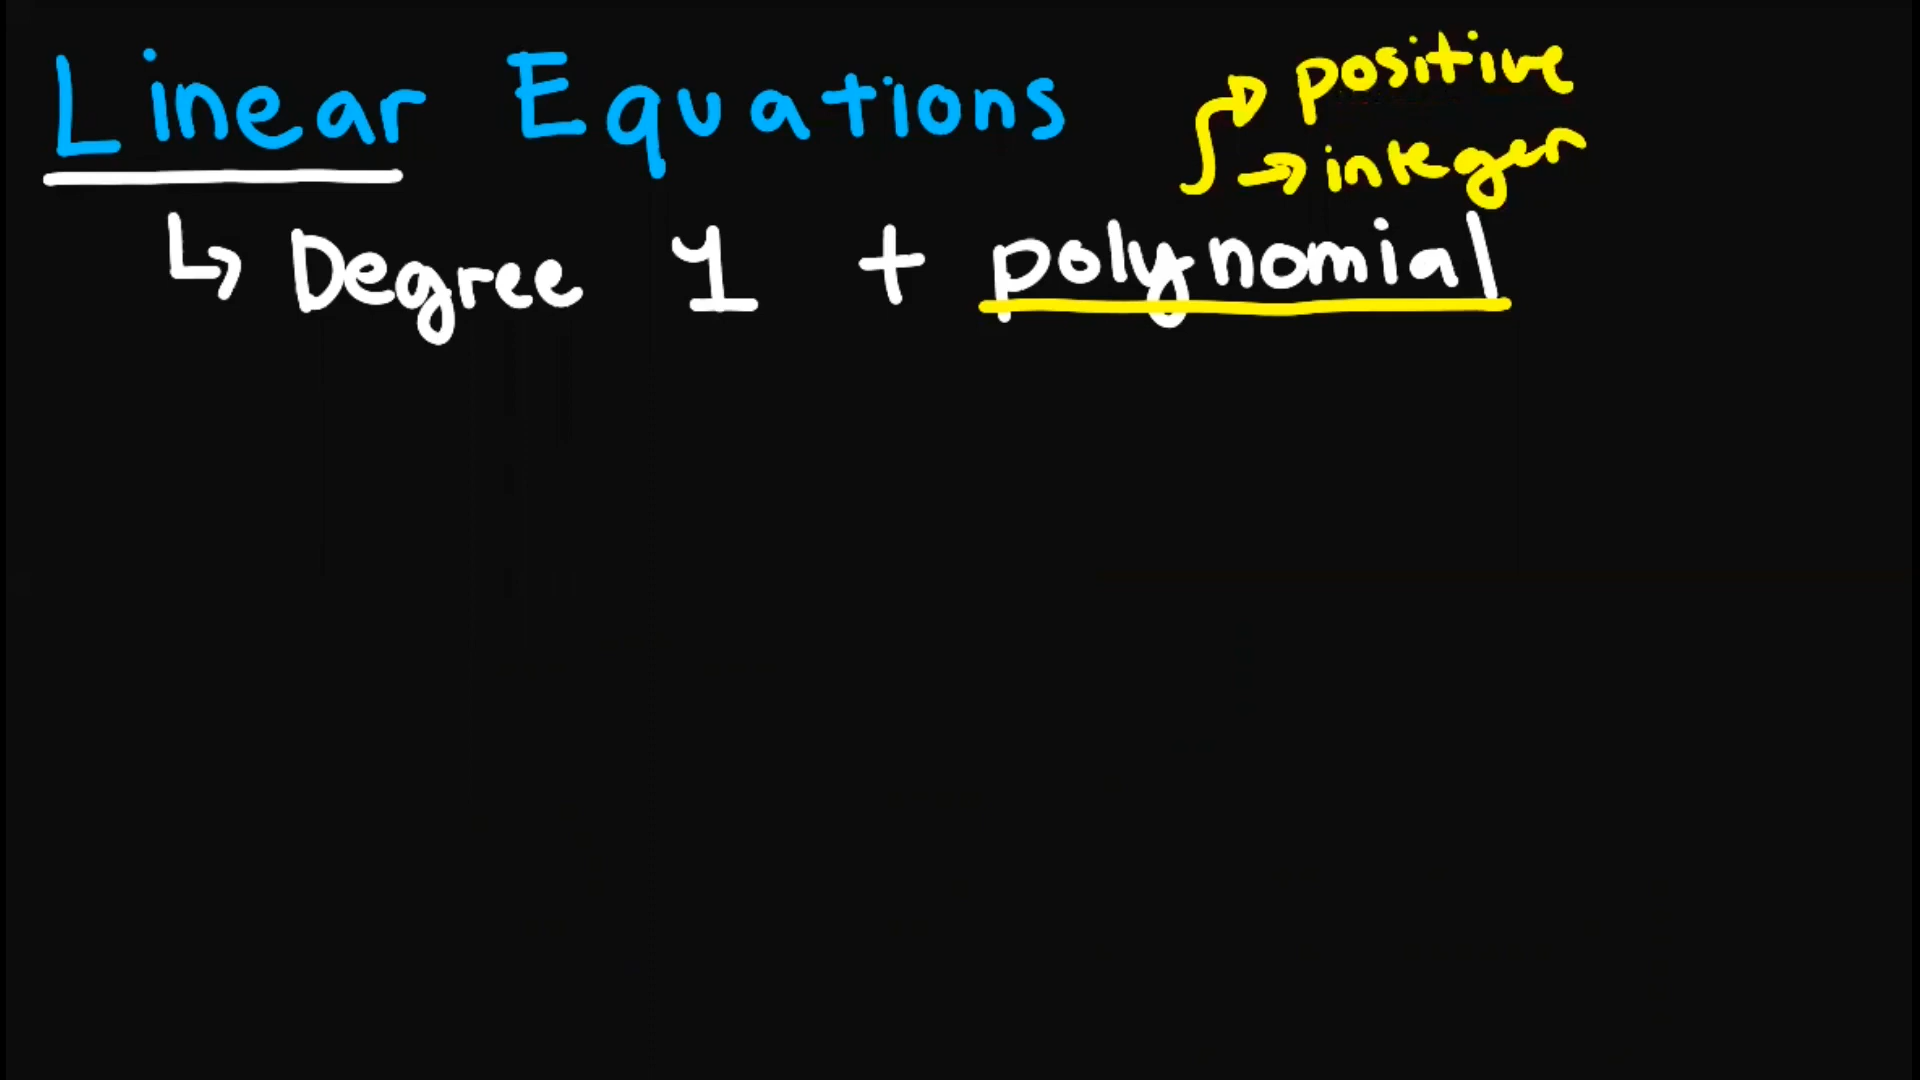 Linear Equations
→ positive
→ integer
↳ Degree 1 + polynomial